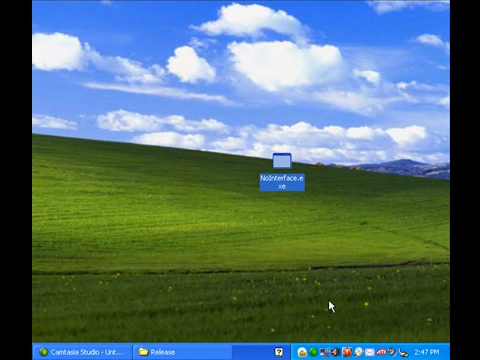 NoInterface.e
xe
Camtasia Studio - Unt...
Release
2:47 PM